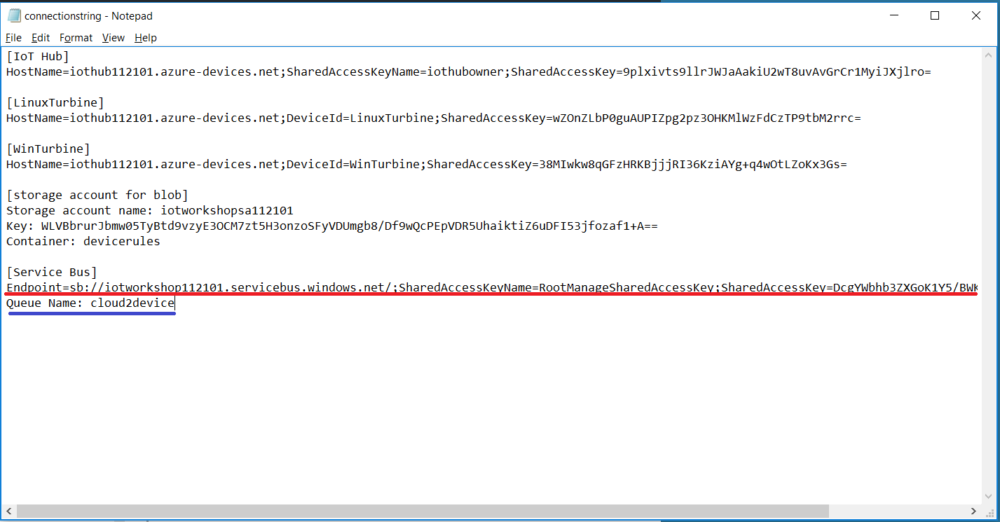 connectionstring - Notepad
File Edit Format View Help
[IoT Hub]
HostName=iothub112101.azure-devices.net;SharedAccessKeyName=iothubowner;SharedAccessKey=9plxivts9llrJWJaAakiU2wT8uvAvGrCr1MyiJXjlro=
[LinuxTurbine]
HostName=iothub112101.azure-devices.net;DeviceId=LinuxTurbine;SharedAccessKey=wZOnZLbP0guAUPIZpg2pz3OHKMlWzFdCzTP9tbM2rrc=
[WinTurbine]
HostName=iothub112101.azure-devices.net;DeviceId=WinTurbine;SharedAccessKey=38MIwkw8qGFzHRKBjjjRI36KziAYg+q4wOtLZoKx3Gs=
[storage account for blob]
Storage account name: iotworkshopsa112101
Key: WLVBbrurJbmw05TyBtd9vzyE3OCM7zt5H3onzoSFyVDUmgb8/Df9wQcPEpVDR5UhaiktiZ6uDFI53jfozaf1+A==
Container: devicerules
[Service Bus]
Endpoint=sb://iotworkshop112101.servicebus.windows.net/;SharedAccessKeyName=RootManageSharedAccessKey;SharedAccessKey=DcgYWbhb3ZXGoK1Y5/BWK
Queue Name: cloud2device